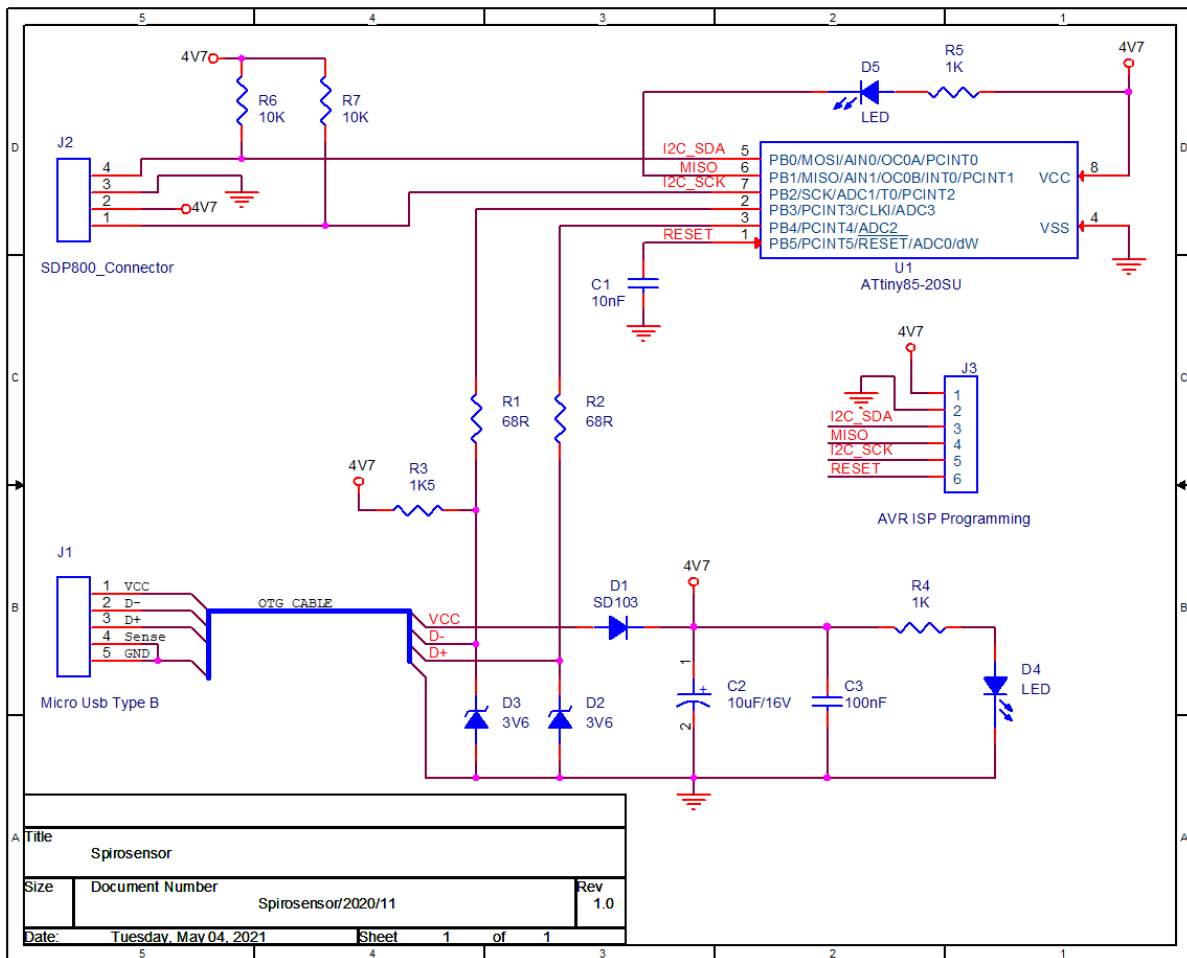 5 4 3 2 1
4V7
R6
10K
R7
10K
J2
4
3
2
1
4V7
SDP800_Connector
D5
LED
R5
1K
4V7
I2C_SDA 5 PB0/MOSI/AIN0/OC0A/PCINT0
MISO 6 PB1/MISO/AIN1/OC0B/INT0/PCINT1
I2C_SCK 7 PB2/SCK/ADC1/T0/PCINT2
2 PB3/PCINT3/CLKI/ADC3
3 PB4/PCINT4/ADC2
RESET 1 PB5/PCINT5/RESET/ADC0/dW
VCC 8
VSS 4
U1
ATtiny85-20SU
C1
10nF
D
D
R1
68R
R2
68R
4V7
R3
1K5
C
C
4V7
J3
1
2
I2C_SDA 3
MISO 4
I2C_SCK 5
RESET 6
AVR ISP Programming
J1
1 VCC
2 D-
3 D+
4 Sense
5 GND
Micro Usb Type B
OTG CABLE
VCC
D-
D+
D1
SD103
4V7
R4
1K
D4
LED
D3
3V6
D2
3V6
1
+
2
C2
10uF/16V
C3
100nF
B
B
A
A
Title
Spirosensor
Size
Document Number
Spirosensor/2020/11
Rev
1.0
Date: Tuesday, May 04, 2021 Sheet 1 of 1
5 4 3 2 1